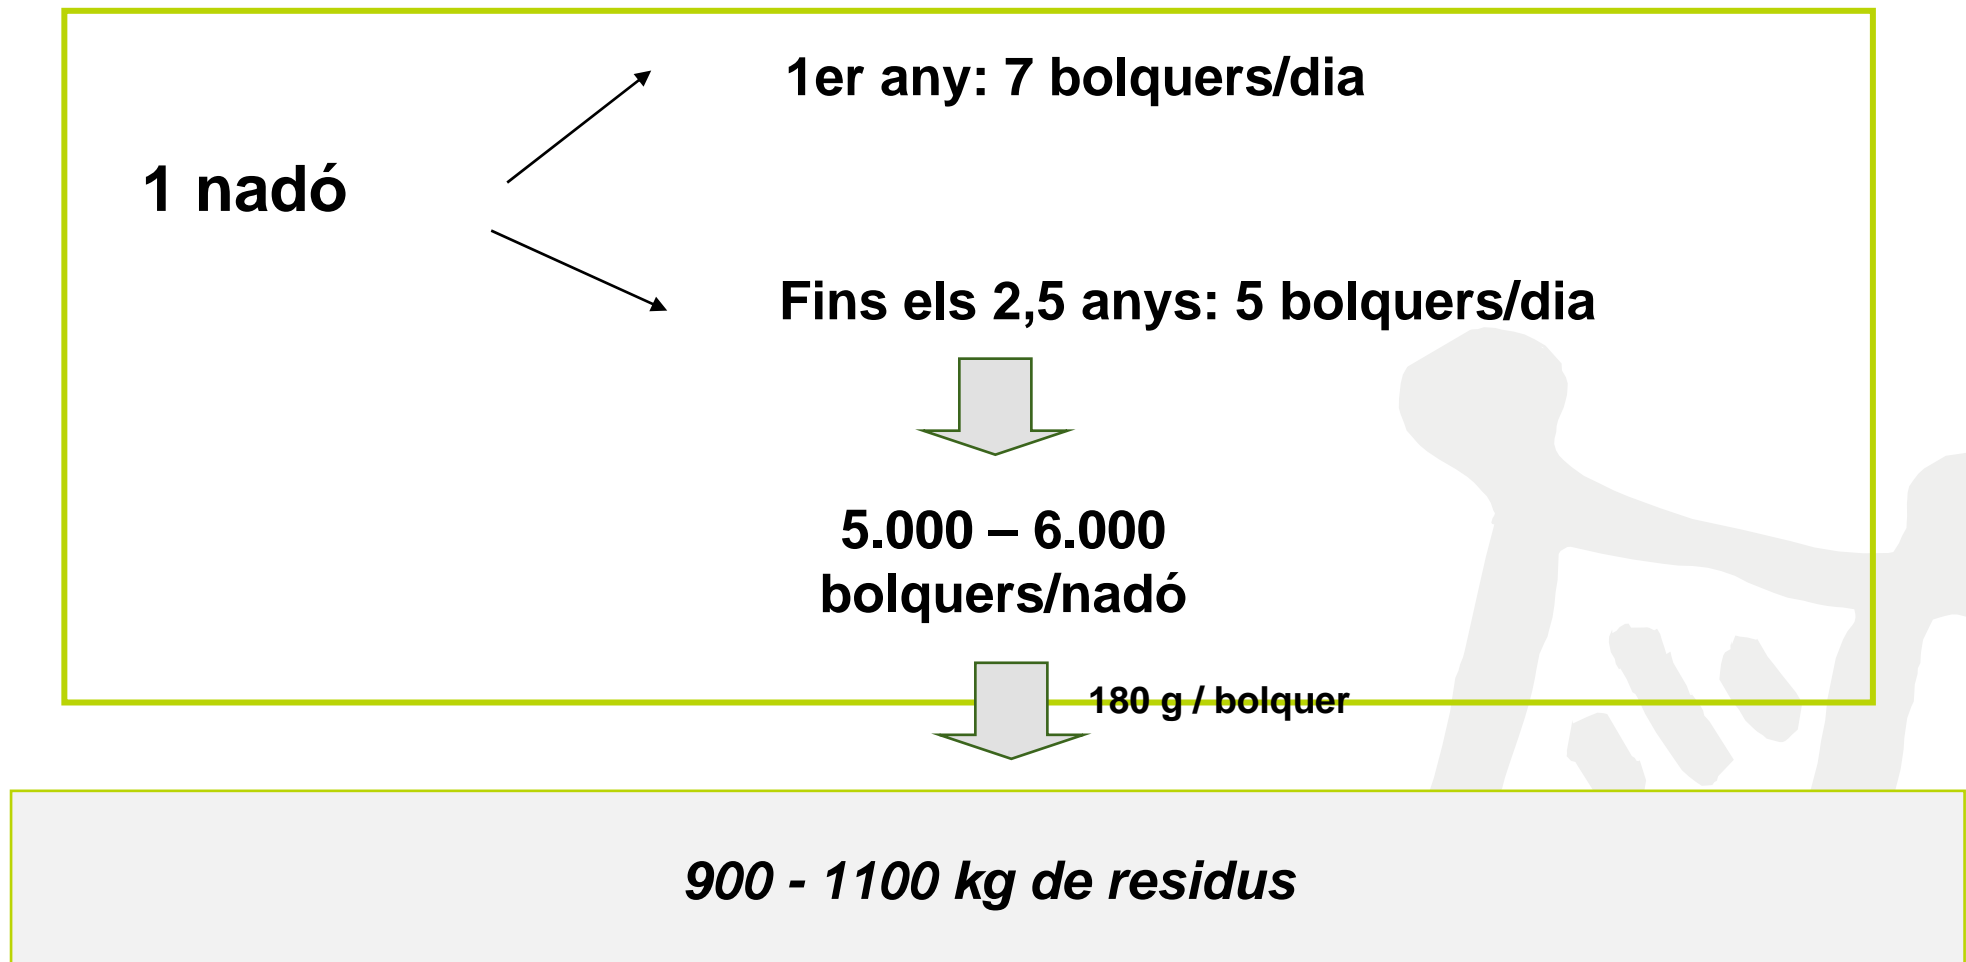 1er any: 7 bolquers/dia
1 nadó
Fins els 2,5 anys: 5 bolquers/dia
5.000 – 6.000
bolquers/nadó
180 g / bolquer
900 - 1100 kg de residus